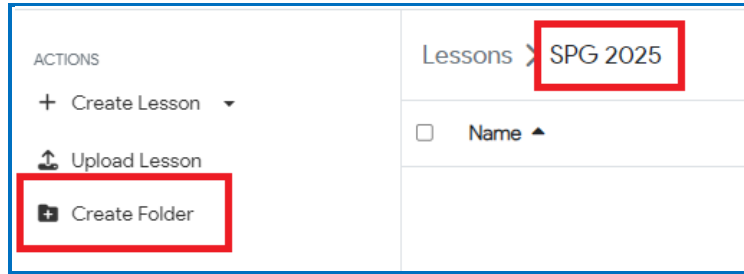 ACTIONS
Create Lesson
Upload Lesson
Create Folder
Lessons > SPG 2025
Name